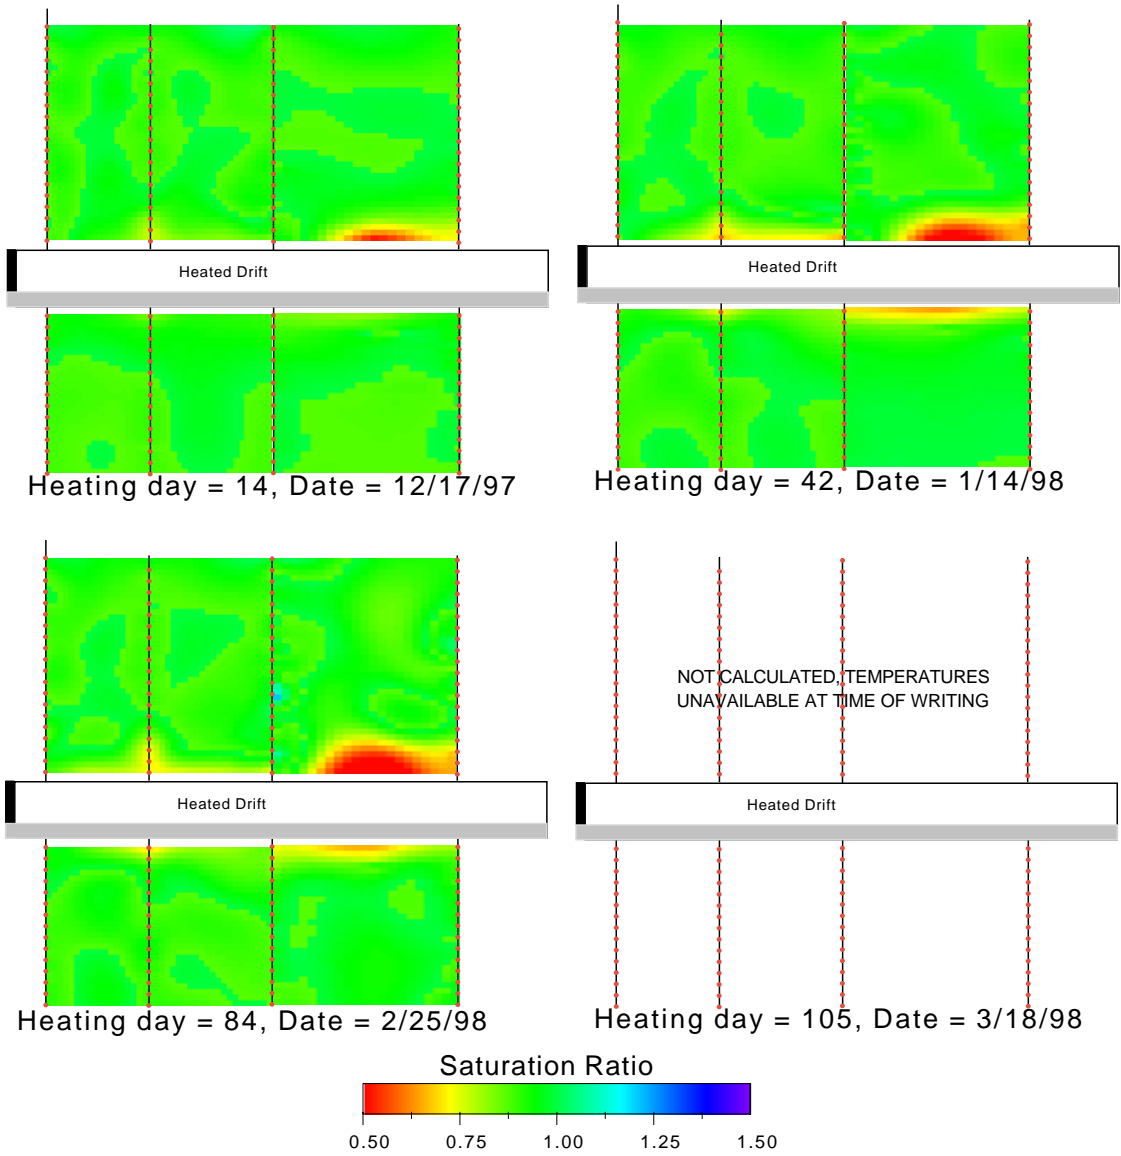 Heated Drift
Heated Drift
Heating day = 14, Date = 12/17/97
Heating day = 42, Date = 1/14/98
NOT CALCULATED, TEMPERATURES
UNAVAILABLE AT TIME OF WRITING
Heated Drift
Heated Drift
Heating day = 84, Date = 2/25/98
Heating day = 105, Date = 3/18/98
Saturation Ratio
0.50 0.75 1.00 1.25 1.50